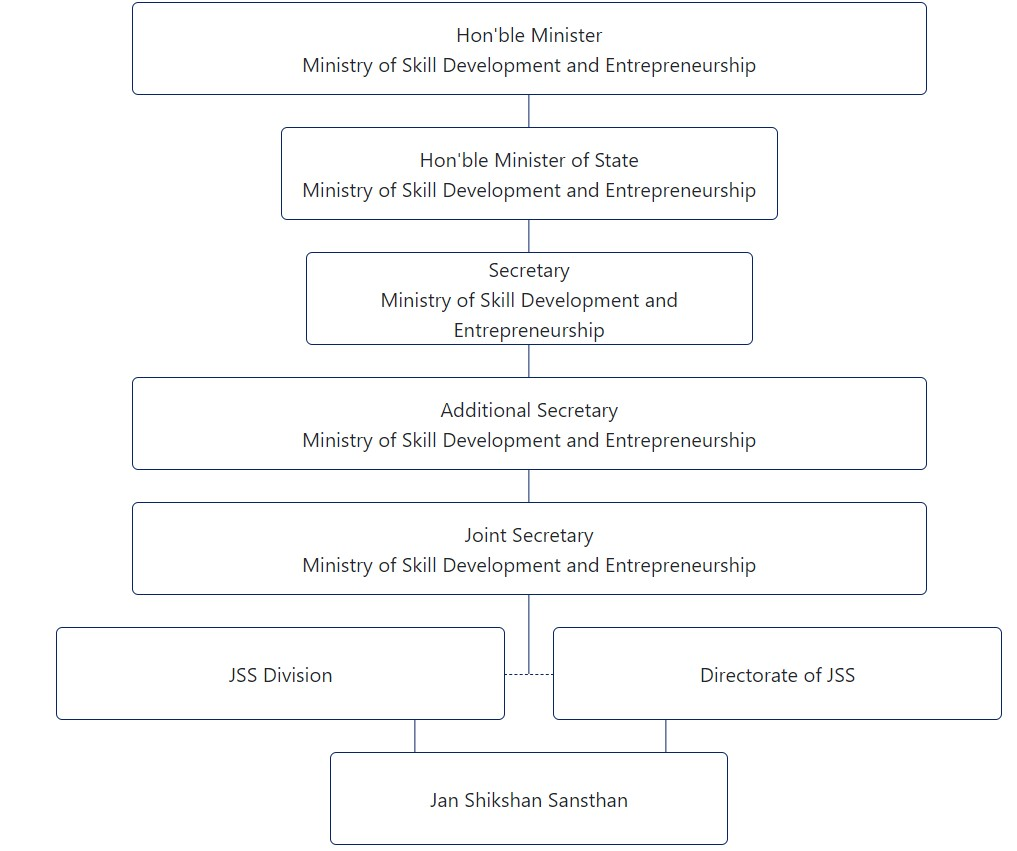 Hon'ble Minister
Ministry of Skill Development and Entrepreneurship
Hon'ble Minister of State
Ministry of Skill Development and Entrepreneurship
Secretary
Ministry of Skill Development and
Entrepreneurship
Additional Secretary
Ministry of Skill Development and Entrepreneurship
Joint Secretary
Ministry of Skill Development and Entrepreneurship
JSS Division
Directorate of JSS
Jan Shikshan Sansthan